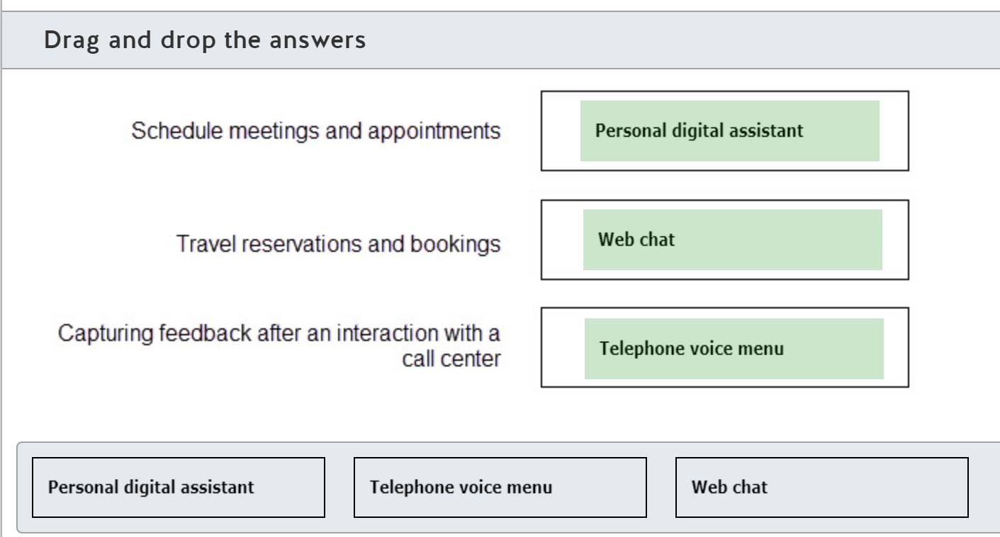 Drag and drop the answers
Schedule meetings and appointments
Personal digital assistant
Travel reservations and bookings
Web chat
Capturing feedback after an interaction with a
call center
Telephone voice menu
Personal digital assistant
Telephone voice menu
Web chat